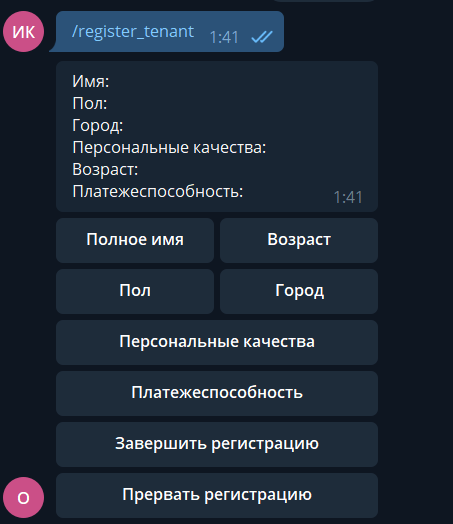 ИК
/register_tenant 1:41
Имя:
Пол:
Город:
Персональные качества:
Возраст:
Платежеспособность:
1:41
Полное имя Возраст
Пол Город
Персональные качества
Платежеспособность
Завершить регистрацию
О Прервать регистрацию